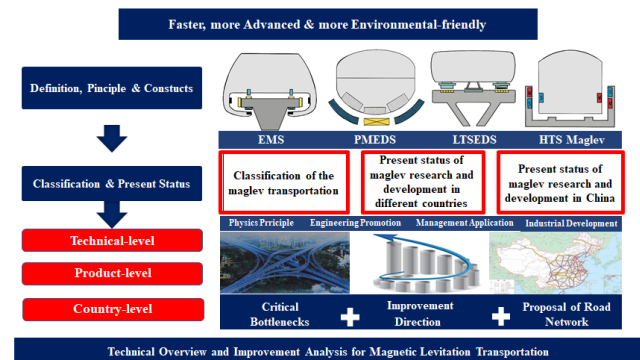 Faster, more Advanced & more Environmental-friendly
Definition, Pinciple & Constucts
EMS
PMEDS
LTSEDS
HTS Maglev
Classification & Present Status
Classification of the
maglev transportation
Present status of
maglev research and
development in
different countries
Present status of
maglev research and
development in China
Physics Prriciple
Engineering Promotion
Management Application
Industrial Development
Technical-level
Product-level
Country-level
Critical
Bottlenecks
Improvement
Direction
Proposal of Road
Network
Technical Overview and Improvement Analysis for Magnetic Levitation Transportation